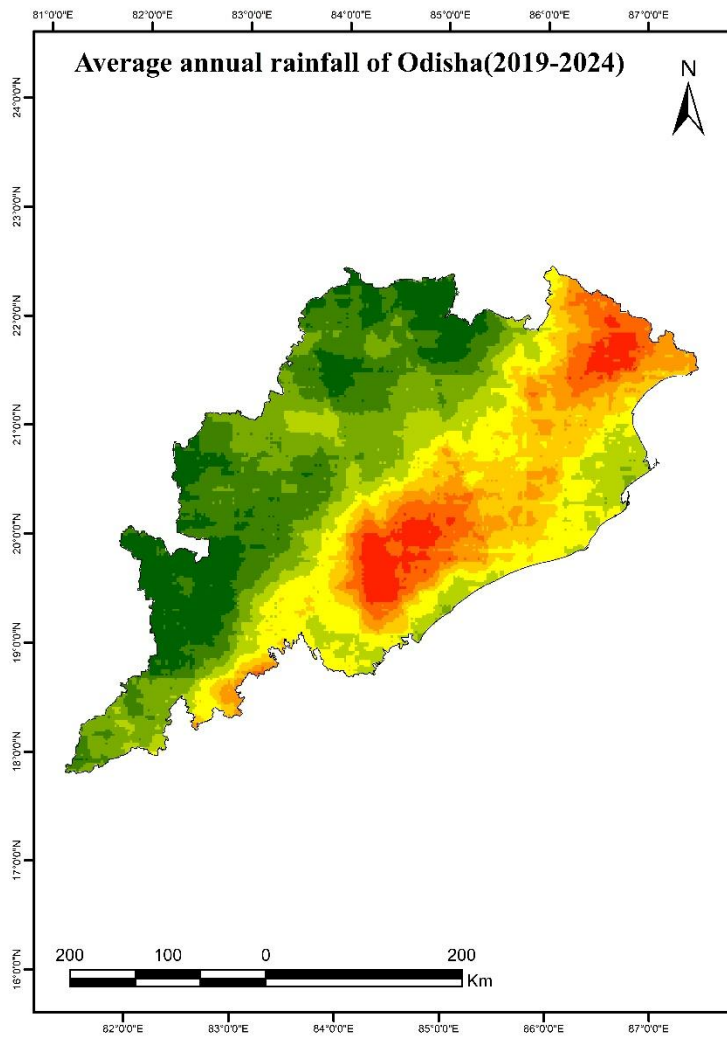 81°0'0"E 82°0'0"E 83°0'0"E 84°0'0"E 85°0'0"E 86°0'0"E 87°0'0"E
Average annual rainfall of Odisha(2019-2024)
N
24°0'0"N
23°0'0"N
22°0'0"N
21°0'0"N
20°0'0"N
19°0'0"N
18°0'0"N
17°0'0"N
16°0'0"N
200 100 0 200
Km
82°0'0"E 83°0'0"E 84°0'0"E 85°0'0"E 86°0'0"E 87°0'0"E